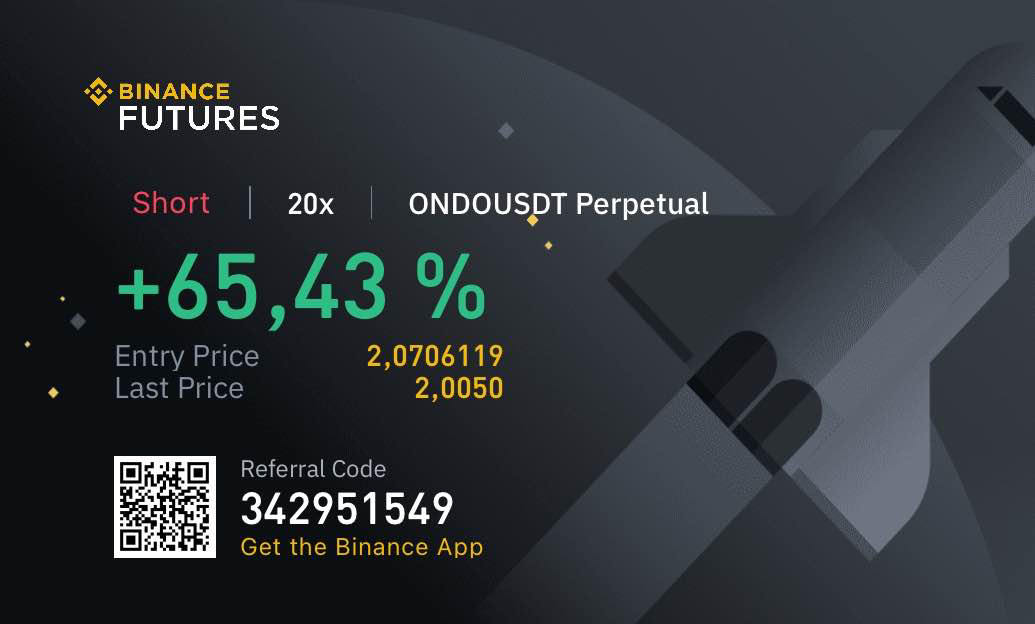 BINANCE
FUTURES
Short | 20x | ONDOUSDT Perpetual
+65,43 %
Entry Price 2,0706119
Last Price 2,0050
Referral Code
342951549
Get the Binance App